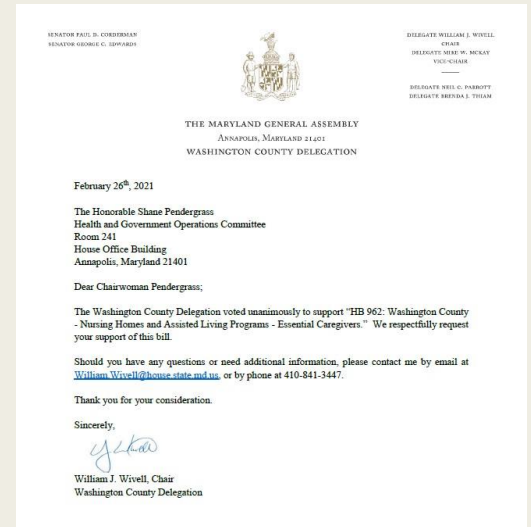 SENATOR PAUL D. CORDERMAN
SENATOR GEORGE C. EDWARDS
DELEGATE WILLIAM J. WIVELL
CHAIR
DELEGATE MIKE W. MCKAY
VICE-CHAIR
DELEGATE NEIL C. PARROTT
DELEGATE BRENDA J. THIAM
THE MARYLAND GENERAL ASSEMBLY
ANNAPOLIS, MARYLAND 21401
WASHINGTON COUNTY DELEGATION
February 26th, 2021
The Honorable Shane Pendergrass
Health and Government Operations Committee
Room 241
House Office Building
Annapolis, Maryland 21401
Dear Chairwoman Pendergrass;
The Washington County Delegation voted unanimously to support “HB 962: Washington County
- Nursing Homes and Assisted Living Programs - Essential Caregivers.” We respectfully request
your support of this bill.
Should you have any questions or need additional information, please contact me by email at
William.Wivell@house.state.md.us, or by phone at 410-841-3447.
Thank you for your consideration.
Sincerely,
William J. Wivell, Chair
Washington County Delegation